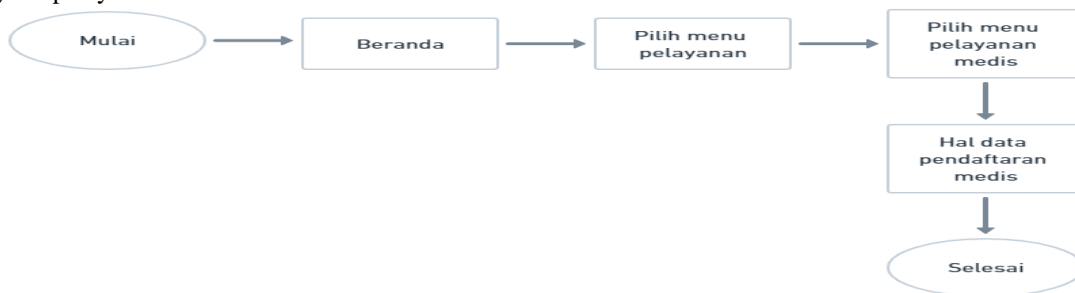 Mulai
Beranda
Pilih menu
pelayanan
Pilih menu
pelayanan
medis
Hal data
pendaftaran
medis
Selesai